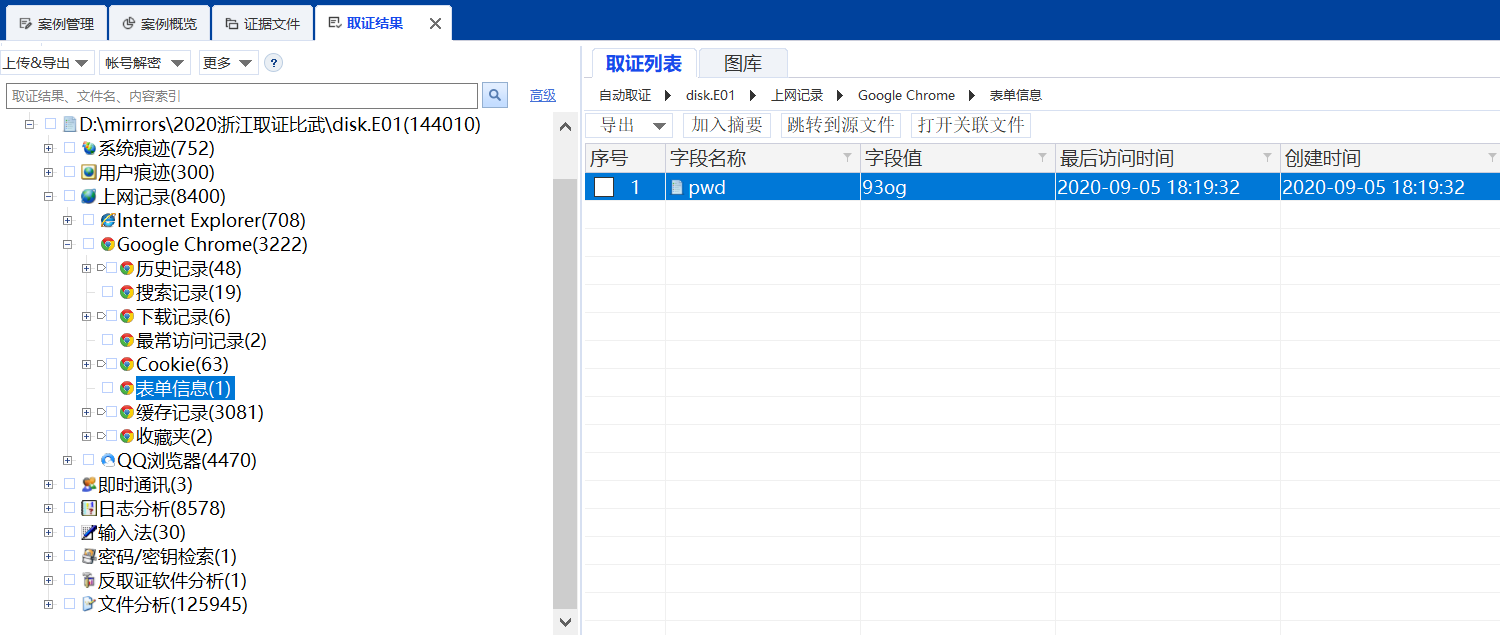 案例管理 案例概览 证据文件 取证结果
上传&导出 帐号解密 更多 ?
取证结果、文件名、内容索引 高级
D:\mirrors\2020浙江取证比武\disk.E01(144010)
系统痕迹(752)
用户痕迹(300)
上网记录(8400)
Internet Explorer(708)
Google Chrome(3222)
历史记录(48)
搜索记录(19)
下载记录(6)
最常访问记录(2)
Cookie(63)
表单信息(1)
缓存记录(3081)
收藏夹(2)
QQ浏览器(4470)
即时通讯(3)
日志分析(8578)
输入法(30)
密码/密钥检索(1)
反取证软件分析(1)
文件分析(125945)
取证列表 图库
自动取证 disk.E01 上网记录 Google Chrome 表单信息
导出 加入摘要 跳转到源文件 打开关联文件
序号 字段名称 字段值 最后访问时间 创建时间
1 pwd 93og 2020-09-05 18:19:32 2020-09-05 18:19:32